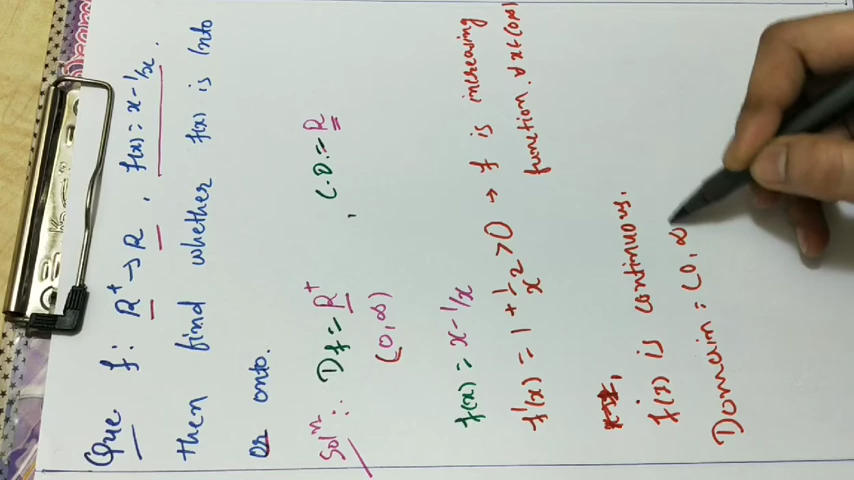 Que f: R⁺→R, f(x)= x-1/x.
then find whether f(x) is Into
or onto.
Solⁿ: Df = R⁺, C.D.= R
(0,∞)
f(x) = x-1/x
f'(x) = 1 + 1/x² >0 → f is increasing
function. ∀ x∈(0,∞)
f(x) is continuous.
Domain = (0,∞